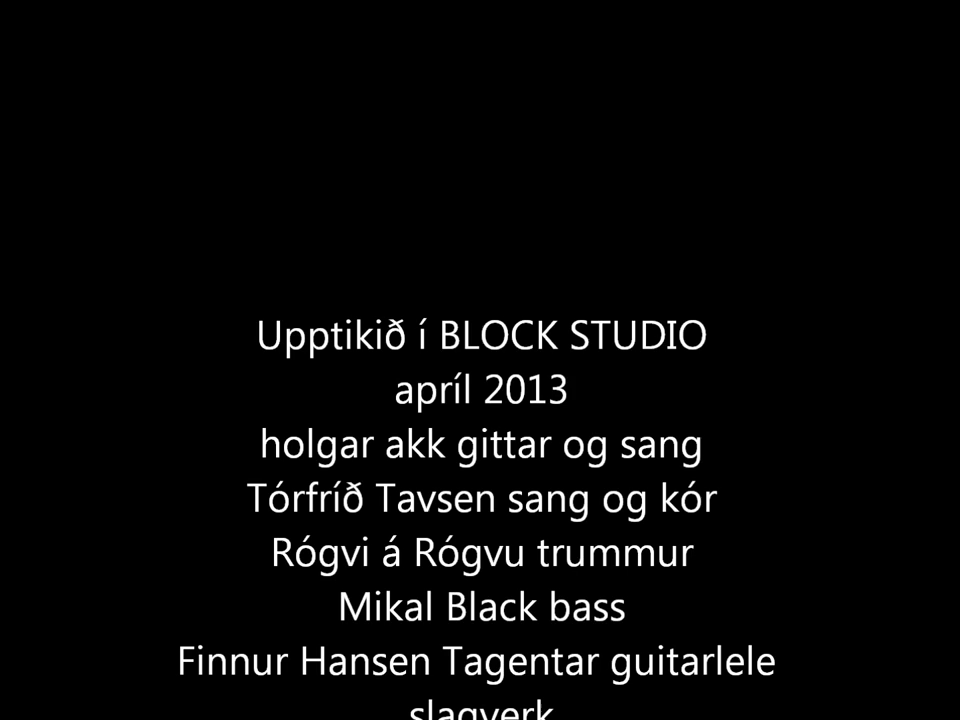 Upptikið í BLOCK STUDIO
apríl 2013
holgar akk gittar og sang
Tórfríð Tavsen sang og kór
Rógvi á Rógvu trummur
Mikal Black bass
Finnur Hansen Tagentar guitarlele
slagverk